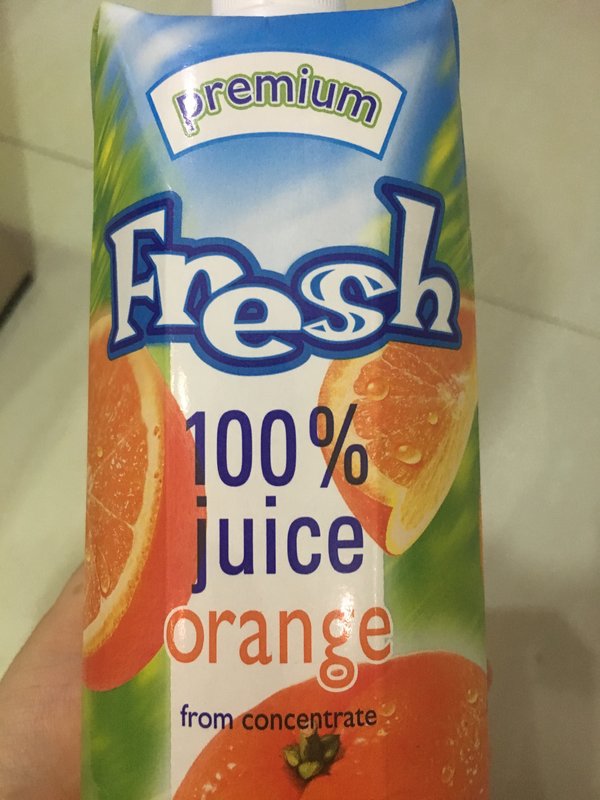 premium
Fresh
100%
juice
orange
from concentrate